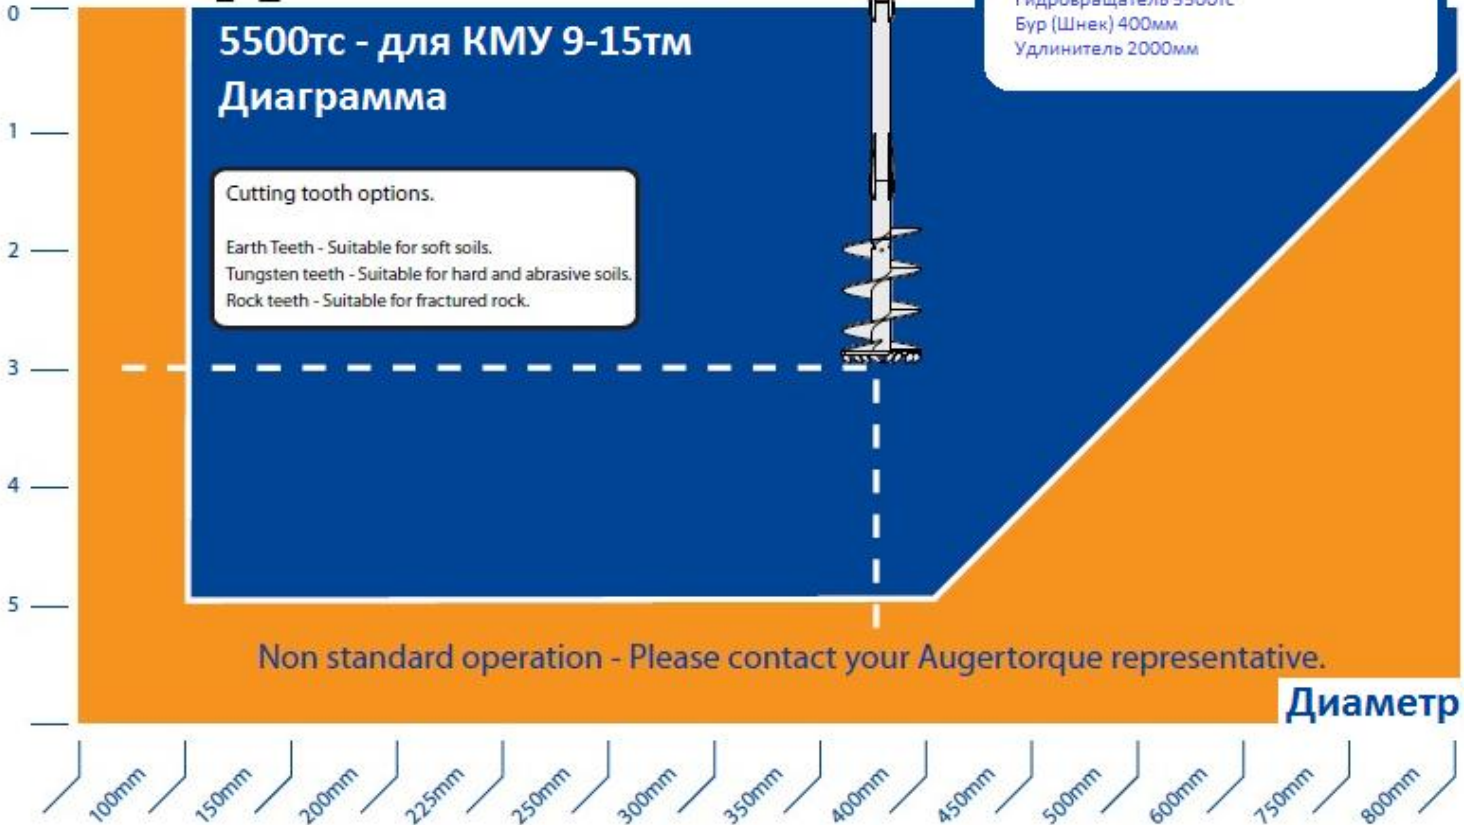 0
Гидровращатель 5500тс
5500тс - для КМУ 9-15тм
Бур (Шнек) 400мм
Удлинитель 2000мм
Диаграмма
1
Cutting tooth options.
2
Earth Teeth - Suitable for soft soils.
Tungsten teeth - Suitable for hard and abrasive soils.
Rock teeth - Suitable for fractured rock.
3
4
5
Non standard operation - Please contact your Augertorque representative.
Диаметр
100mm
150mm
200mm
225mm
250mm
300mm
350mm
400mm
450mm
500mm
600mm
750mm
800mm